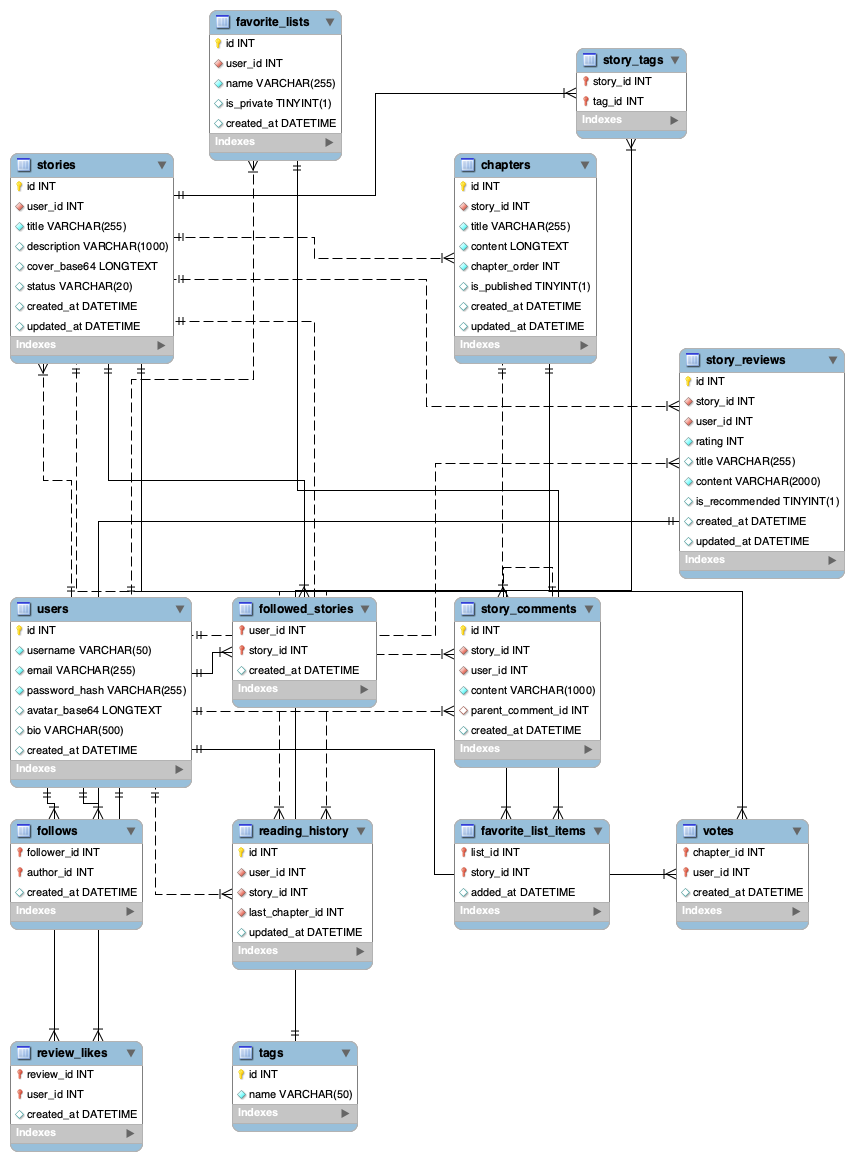 favorite_lists
id INT
user_id INT
name VARCHAR(255)
is_private TINYINT(1)
created_at DATETIME
Indexes
story_tags
story_id INT
tag_id INT
Indexes
stories
id INT
user_id INT
title VARCHAR(255)
description VARCHAR(1000)
cover_base64 LONGTEXT
status VARCHAR(20)
created_at DATETIME
updated_at DATETIME
Indexes
chapters
id INT
story_id INT
title VARCHAR(255)
content LONGTEXT
chapter_order INT
is_published TINYINT(1)
created_at DATETIME
updated_at DATETIME
Indexes
story_reviews
id INT
story_id INT
user_id INT
rating INT
title VARCHAR(255)
content VARCHAR(2000)
is_recommended TINYINT(1)
created_at DATETIME
updated_at DATETIME
Indexes
users
id INT
username VARCHAR(50)
email VARCHAR(255)
password_hash VARCHAR(255)
avatar_base64 LONGTEXT
bio VARCHAR(500)
created_at DATETIME
Indexes
followed_stories
user_id INT
story_id INT
created_at DATETIME
Indexes
story_comments
id INT
story_id INT
user_id INT
content VARCHAR(1000)
parent_comment_id INT
created_at DATETIME
Indexes
follows
follower_id INT
author_id INT
created_at DATETIME
Indexes
reading_history
id INT
user_id INT
story_id INT
last_chapter_id INT
updated_at DATETIME
Indexes
favorite_list_items
list_id INT
story_id INT
added_at DATETIME
Indexes
votes
chapter_id INT
user_id INT
created_at DATETIME
Indexes
review_likes
review_id INT
user_id INT
created_at DATETIME
Indexes
tags
id INT
name VARCHAR(50)
Indexes